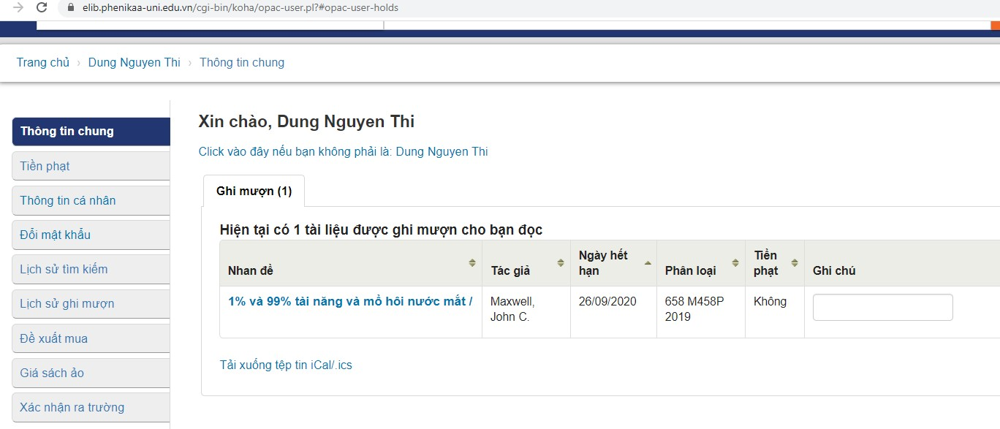 elib.phenikaa-uni.edu.vn/cgi-bin/koha/opac-user.pl?#opac-user-holds
Trang chủ › Dung Nguyen Thi › Thông tin chung
Thông tin chung
Tiền phạt
Thông tin cá nhân
Đổi mật khẩu
Lịch sử tìm kiếm
Lịch sử ghi mượn
Đề xuất mua
Giá sách ảo
Xác nhận ra trường
Xin chào, Dung Nguyen Thi
Click vào đây nếu bạn không phải là: Dung Nguyen Thi
Ghi mượn (1)
Hiện tại có 1 tài liệu được ghi mượn cho bạn đọc
Nhan đề Tác giả Ngày hết hạn Phân loại Tiền phạt Ghi chú
1% và 99% tài năng và mồ hôi nước mắt / Maxwell, 26/09/2020 658 M458P Không
John C. 2019
Tải xuống tệp tin iCal/.ics